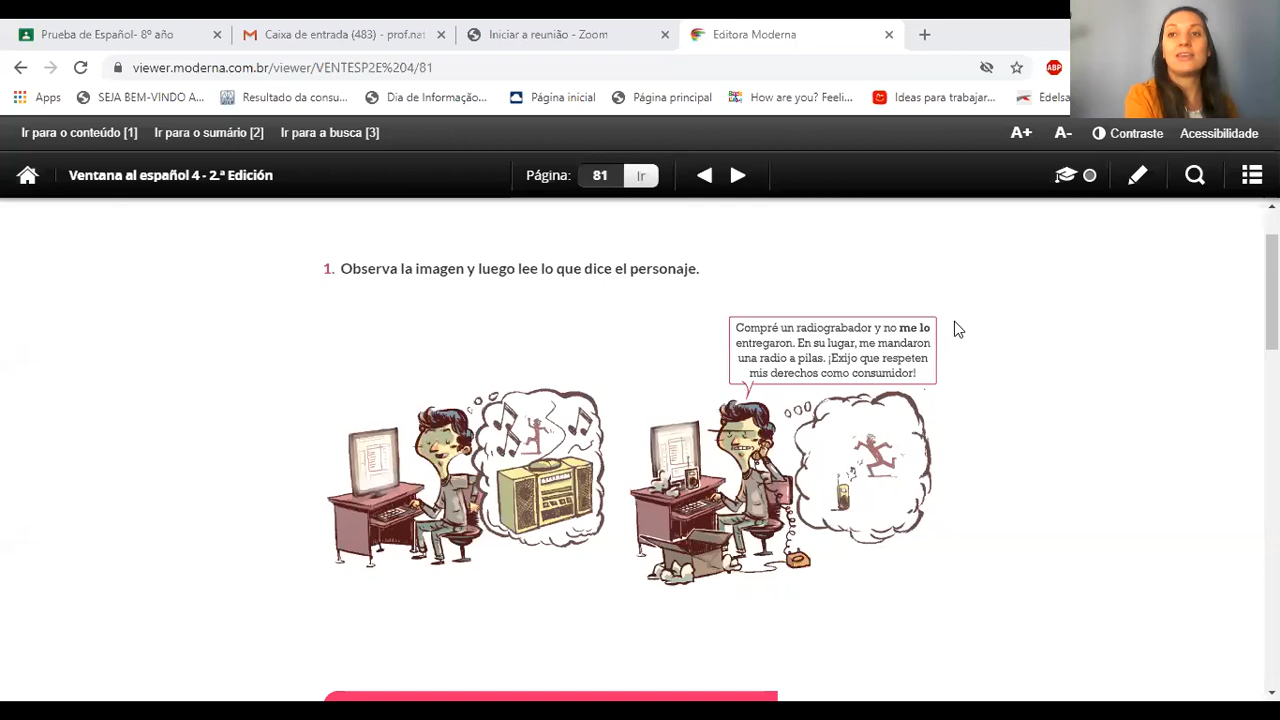 Prueba de Español- 8º año
Caixa de entrada (483) - prof.nat
Iniciar a reunião - Zoom
Editora Moderna
viewer.moderna.com.br/viewer/VENTESP2E%204/81
ABP
Apps
SEJA BEM-VINDO A...
Resultado da consu...
Dia de Informação...
Página inicial
Página principal
How are you? Feeli...
Ideas para trabajar...
Edelsa
Ir para o conteúdo [1]
Ir para o sumário [2]
Ir para a busca [3]
A+
A-
Contraste
Acessibilidade
Ventana al español 4 - 2.ª Edición
Página:
81
Ir
1. Observa la imagen y luego lee lo que dice el personaje.
Compré un radiograbador y no me lo
entregaron. En su lugar, me mandaron
una radio a pilas. ¡Exijo que respeten
mis derechos como consumidor!